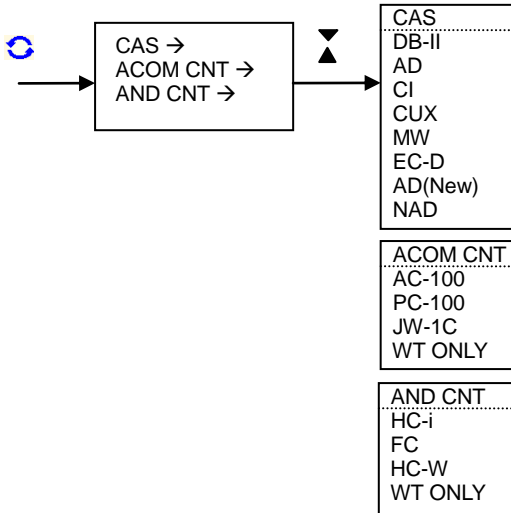 CAS →
ACOM CNT →
AND CNT →
CAS
DB-II
AD
CI
CUX
MW
EC-D
AD(New)
NAD
ACOM CNT
AC-100
PC-100
JW-1C
WT ONLY
AND CNT
HC-i
FC
HC-W
WT ONLY